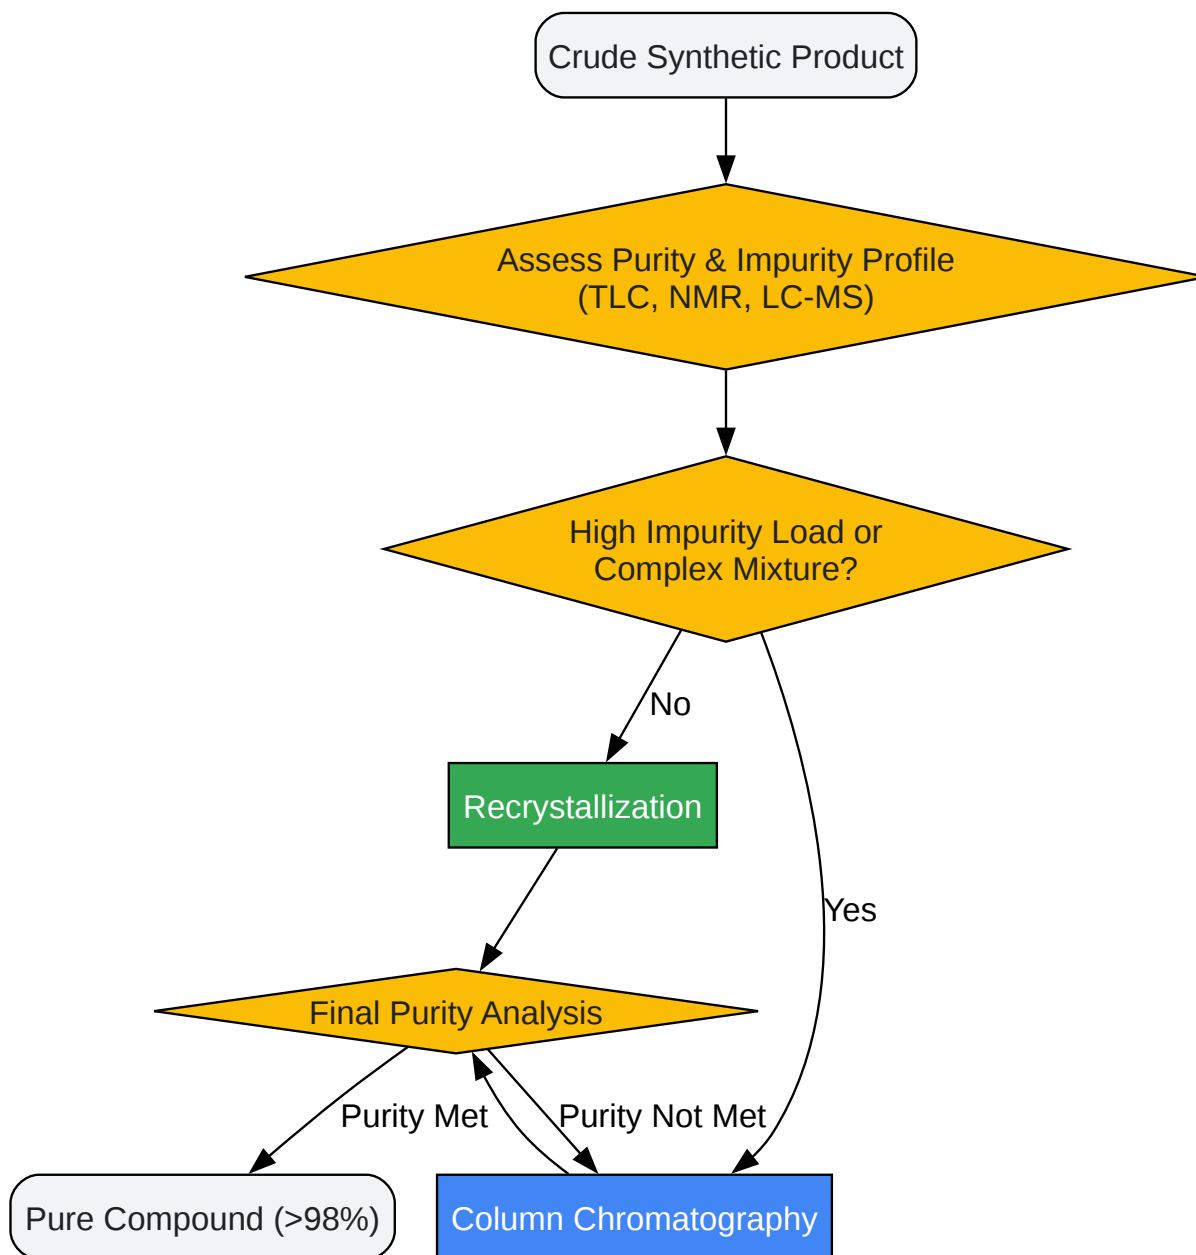 Crude Synthetic Product
Assess Purity & Impurity Profile
(TLC, NMR, LC-MS)
High Impurity Load or
Complex Mixture?
No
Recrystallization
Yes
Final Purity Analysis
Purity Met
Purity Not Met
Pure Compound (>98%)
Column Chromatography